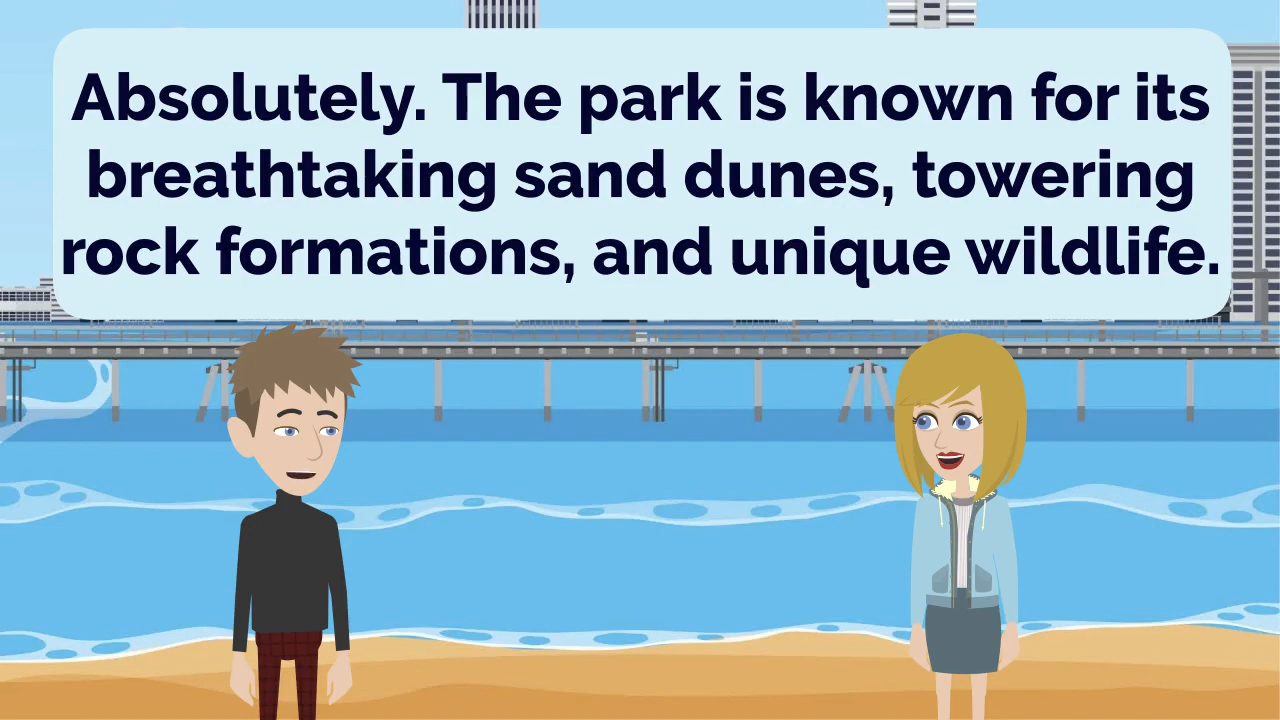 Absolutely. The park is known for its
breathtaking sand dunes, towering
rock formations, and unique wildlife.